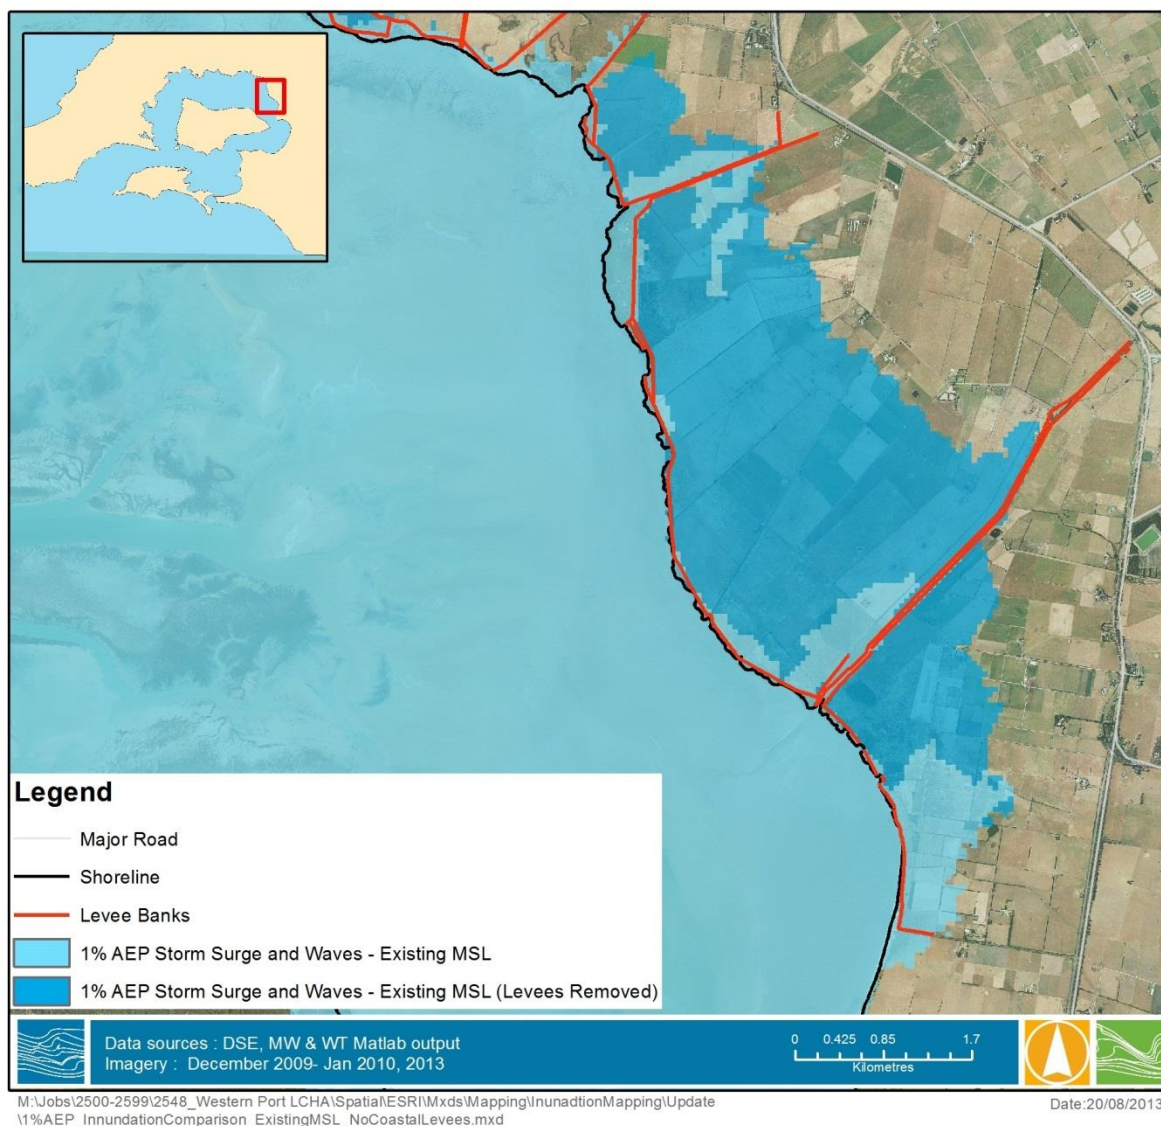 Legend
Major Road
Shoreline
Levee Banks
1% AEP Storm Surge and Waves - Existing MSL
1% AEP Storm Surge and Waves - Existing MSL (Levees Removed)
Data sources : DSE, MW & WT Matlab output
Imagery : December 2009- Jan 2010, 2013
0 0.425 0.85 1.7
Kilometres
M:\Jobs\2500-2599\2548_Western Port LCHA\Spatial\ESRI\Mxds\Mapping\InunadtionMapping\Update
\1%AEP_InnundationComparison_ExistingMSL_NoCoastalLevees.mxd
Date:20/08/2013